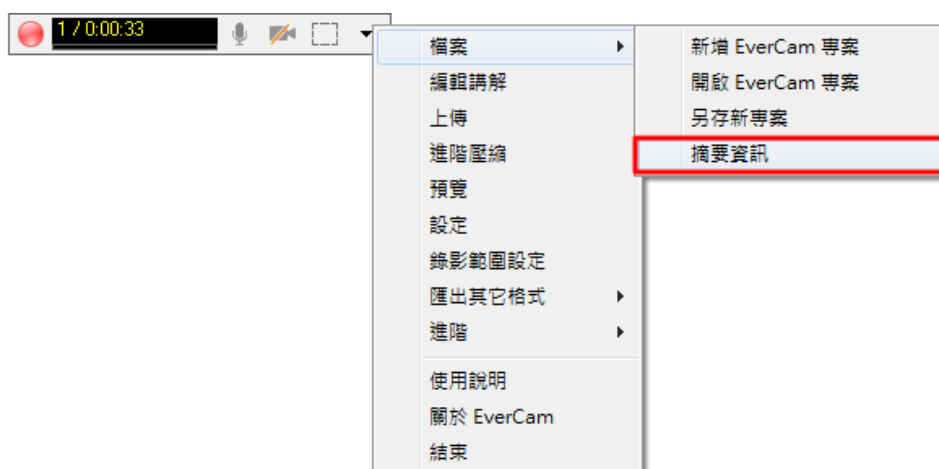 1 / 0:00:33
檔案
編輯講解
上傳
進階壓縮
預覽
設定
錄影範圍設定
匯出其它格式
進階
使用說明
關於 EverCam
結束
新增 EverCam 專案
開啟 EverCam 專案
另存新專案
摘要資訊